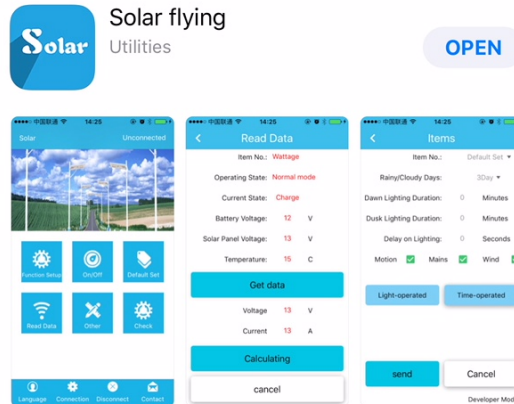 Solar flying
Utilities
Solar
OPEN
中国联通 14:25
Solar Unconnected
Function Setup On/Off Default Set
Read Data Other Check
Language Connection Disconnect Contact
中国联通 14:25
Read Data
Item No.: Wattage
Operating State: Normal mode
Current State: Charge
Battery Voltage: 12 V
Solar Panel Voltage: 13 V
Temperature: 15 C
Get data
Voltage 13 V
Current 13 A
Calculating
cancel
中国联通 14:25
Items
Item No.: Default Set
Rainy/Cloudy Days: 3Day
Dawn Lighting Duration: 0 Minutes
Dusk Lighting Duration: 0 Minutes
Delay on Lighting: 0 Seconds
Motion Mains Wind
Light-operated Time-operated
send Cancel
Developer Mod